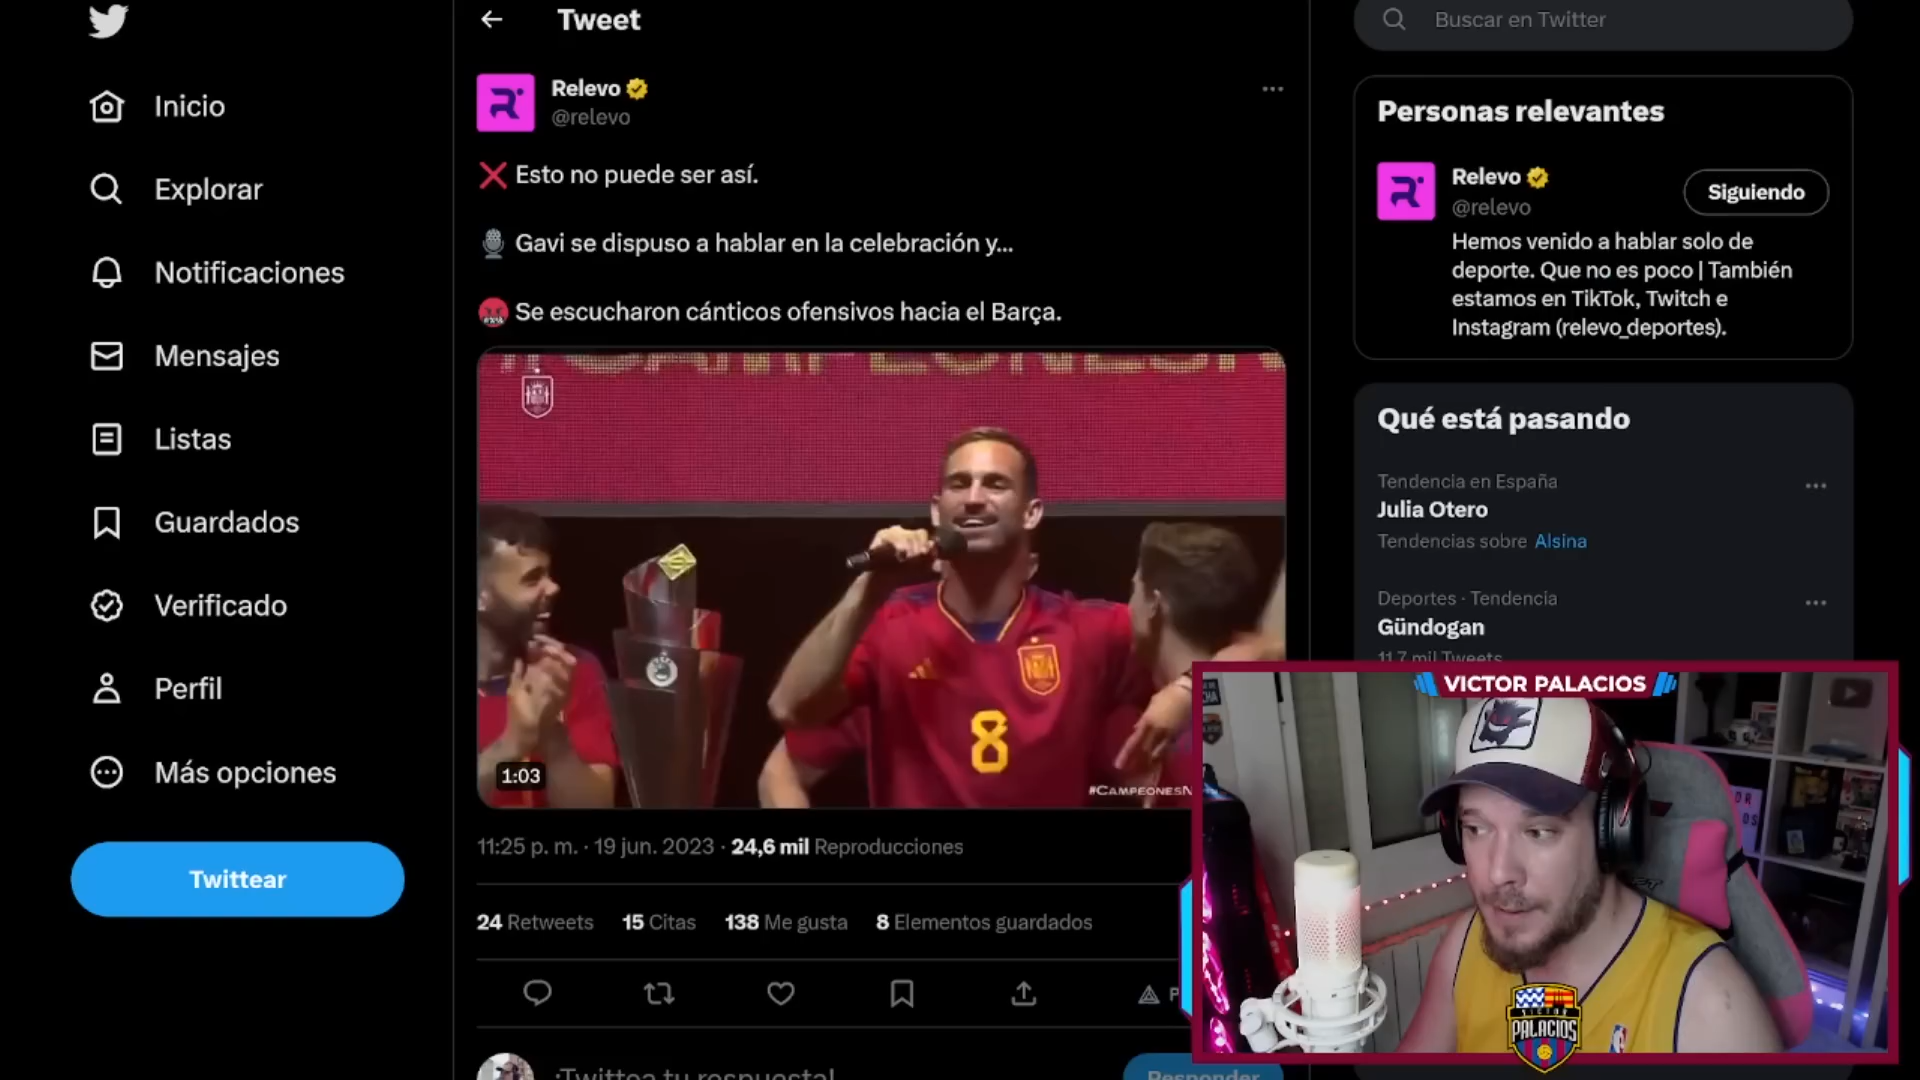 Tweet
Buscar en Twitter
Inicio
Explorar
Notificaciones
Mensajes
Listas
Guardados
Verificado
Perfil
Más opciones
Twittear
Relevo
@relevo
Esto no puede ser así.
Gavi se dispuso a hablar en la celebración y...
Se escucharon cánticos ofensivos hacia el Barça.
8
1:03
11:25 p. m. · 19 jun. 2023 · 24,6 mil Reproducciones
24 Retweets 15 Citas 138 Me gusta 8 Elementos guardados
¡Twittea tu respuesta!
Responder
Personas relevantes
Relevo
@relevo
Siguiendo
Hemos venido a hablar solo de
deporte. Que no es poco | También
estamos en TikTok, Twitch e
Instagram (relevo_deportes).
Qué está pasando
Tendencia en España
Julia Otero
Tendencias sobre Alsina
Deportes · Tendencia
Gündogan
11,7 mil Tweets
VICTOR PALACIOS
VICTOR
PALACIOS